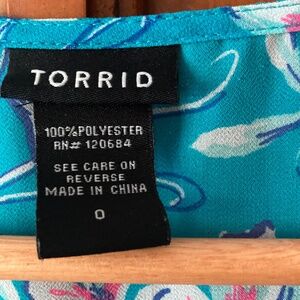 TORRID
100%POLYESTER
RN# 120684
SEE CARE ON
REVERSE
MADE IN CHINA
0